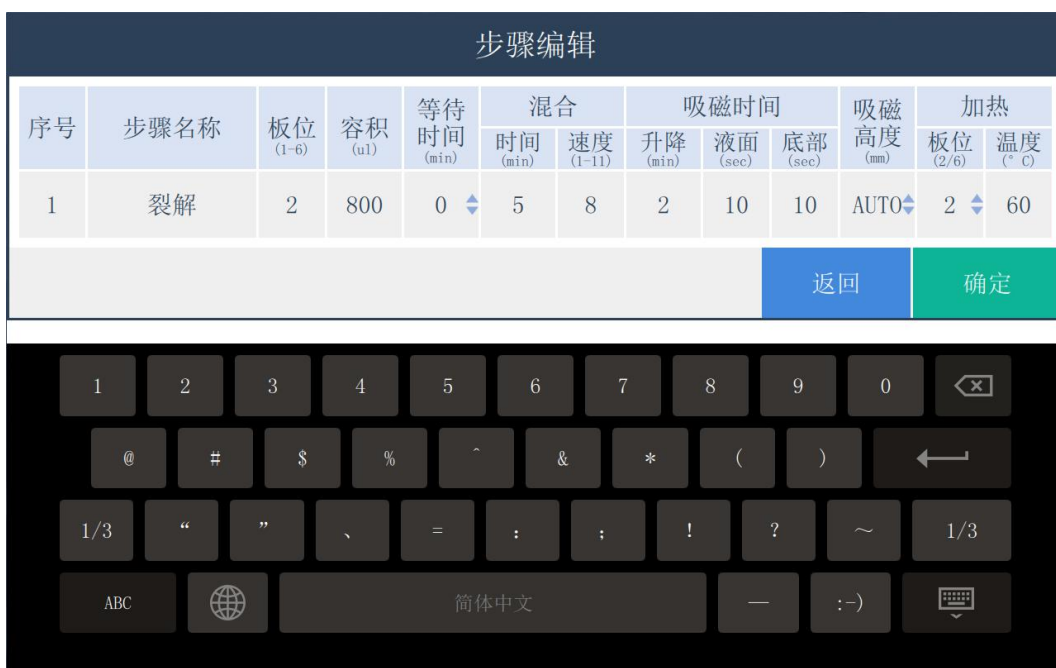 步骤编辑
序号 步骤名称 板位 (1-6) 容积 (ul) 等待时间 (min) 混合 吸磁时间 吸磁高度 (mm) 加热
时间 (min) 速度 (1-11) 升降 (min) 液面 (sec) 底部 (sec) 板位 (2/6) 温度 (° C)
1 裂解 2 800 0 5 8 2 10 10 AUTO 2 60
返回 确定
1 2 3 4 5 6 7 8 9 0
@ # $ % ^ & * ( )
1/3 “ ” 、 = : ; ! ? ～ 1/3
ABC 简体中文 — :-)